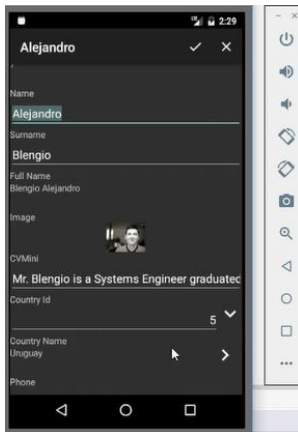 2:29
Alejandro
Name
Alejandro
Surname
Blengio
Full Name
Blengio Alejandro
Image
CVMini
Mr. Blengio is a Systems Engineer graduated
Country Id
5
Country Name
Uruguay
Phone